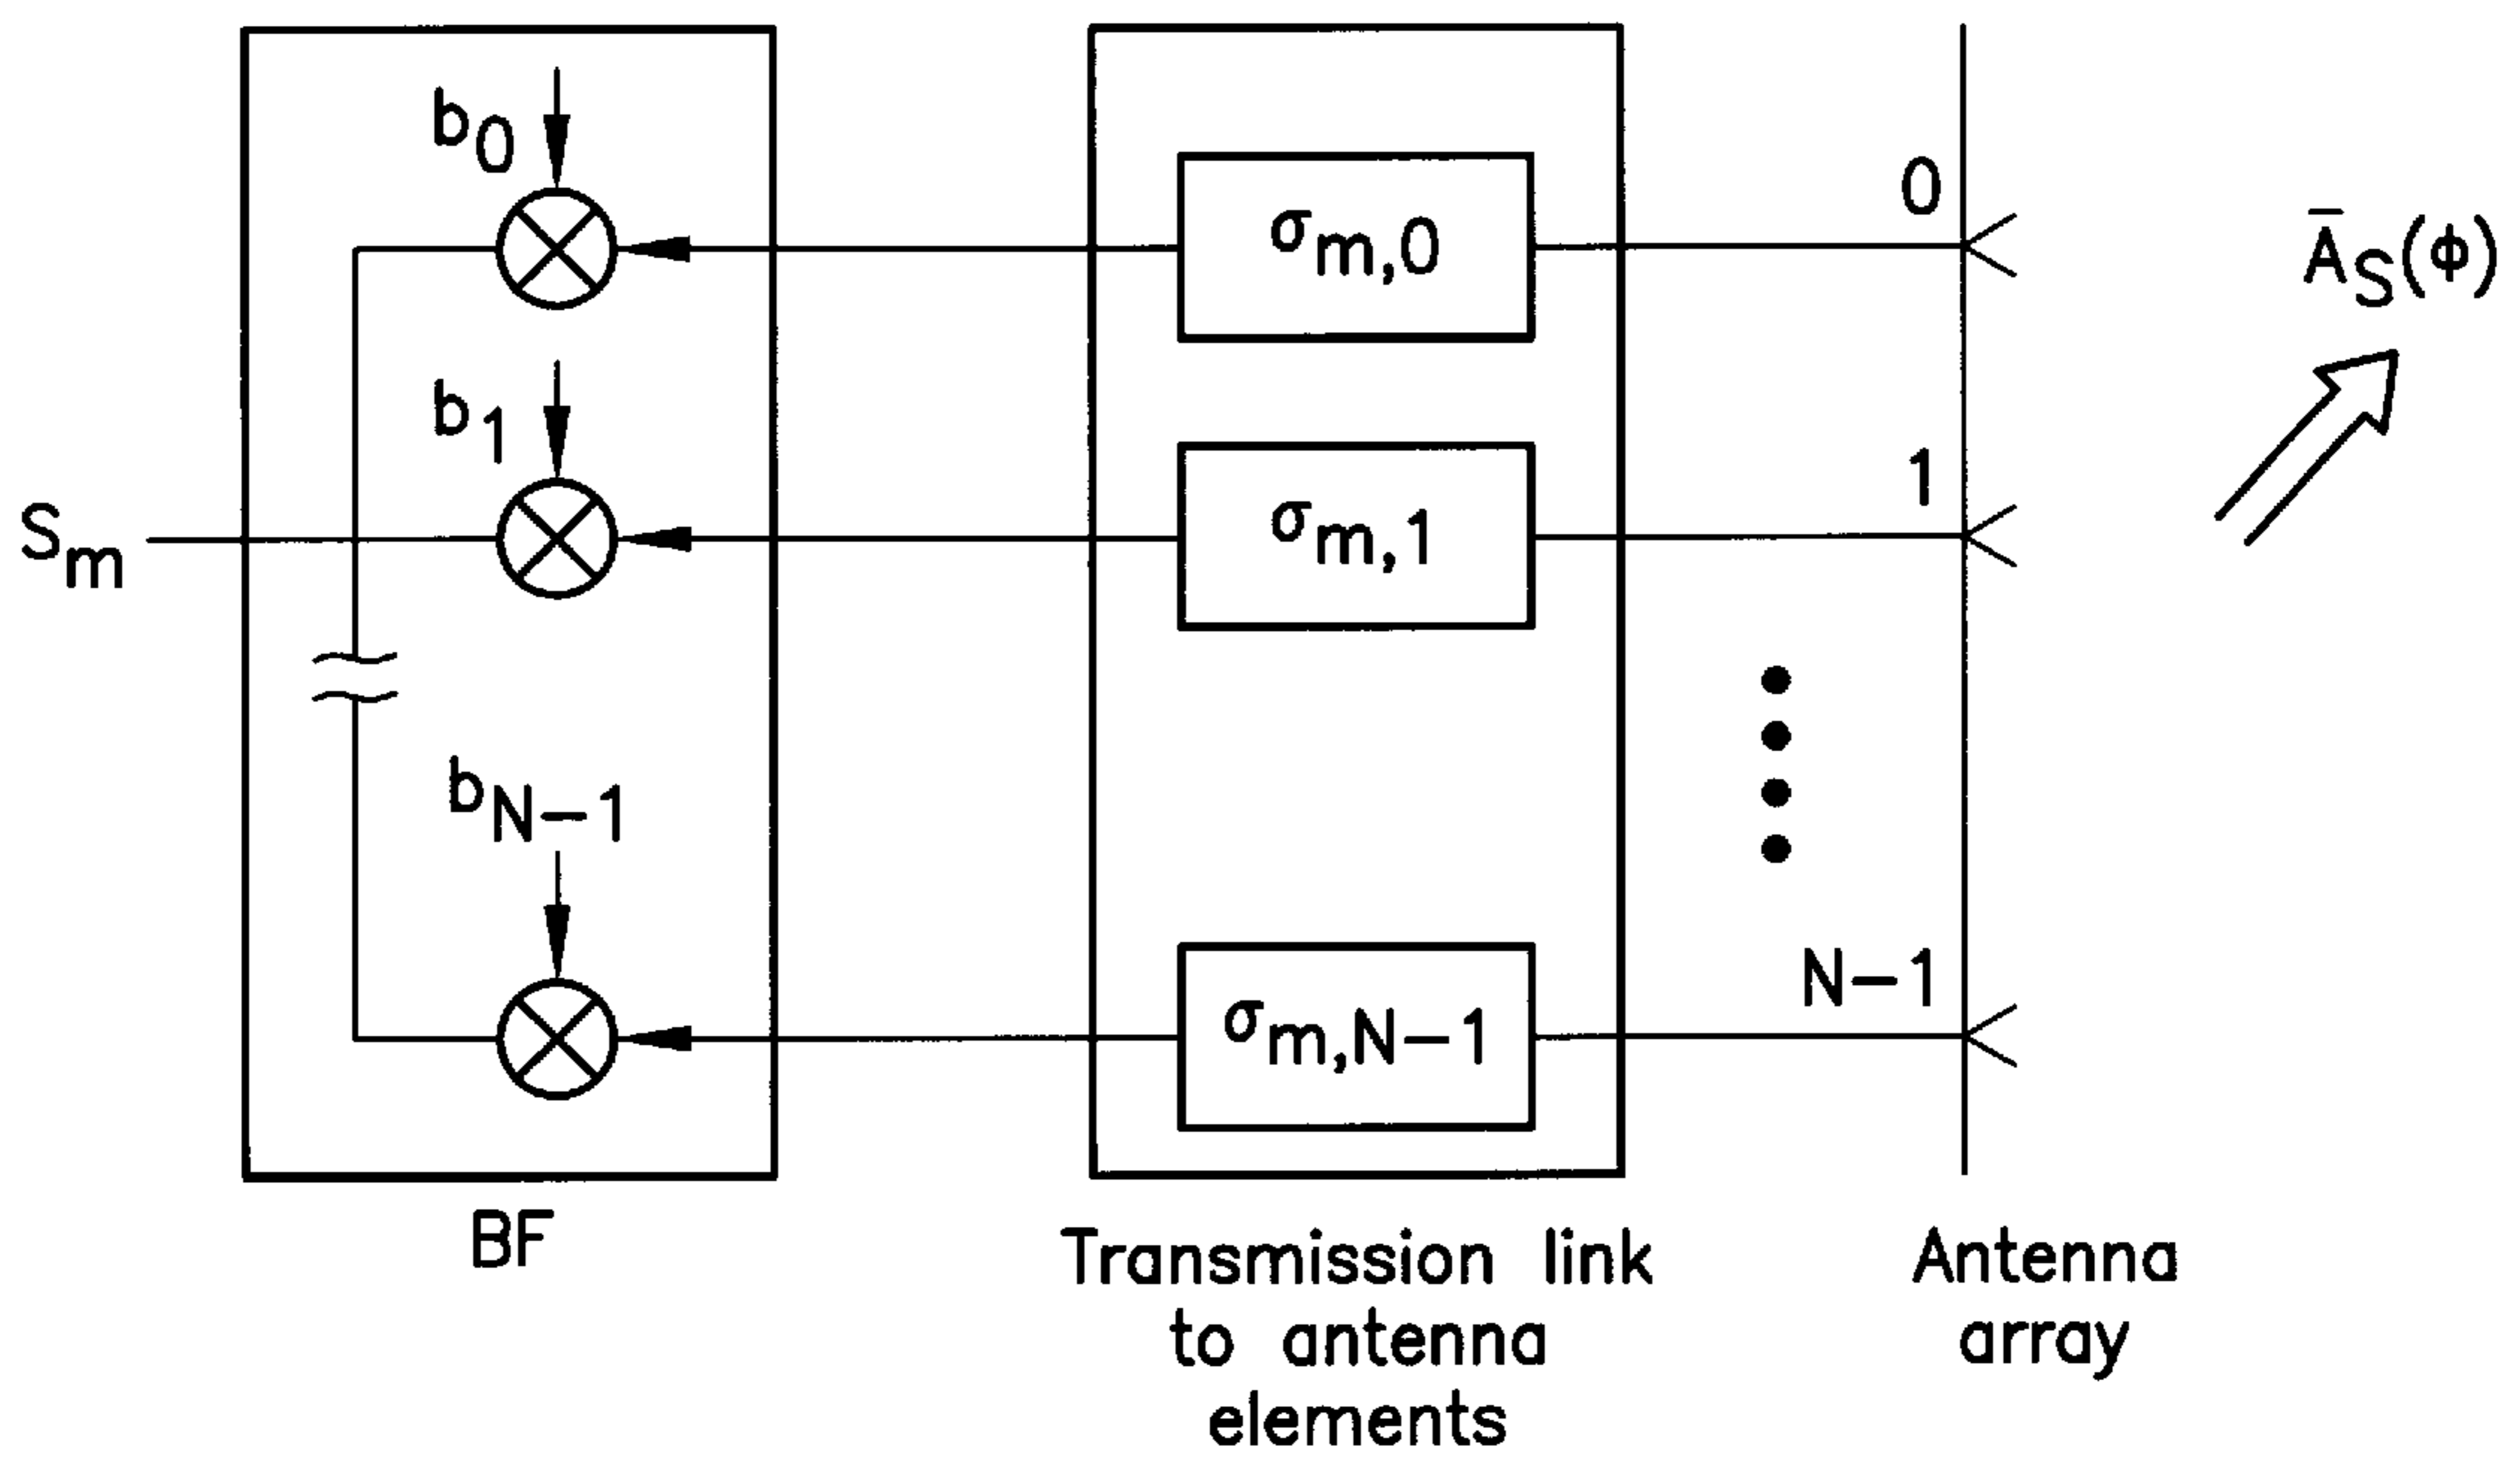 b0
σm,0
0
ĀS(ϕ)
b1
σm,1
1
Sm
bN−1
σm,N−1
N−1
BF
Transmission link
to antenna
elements
Antenna
array